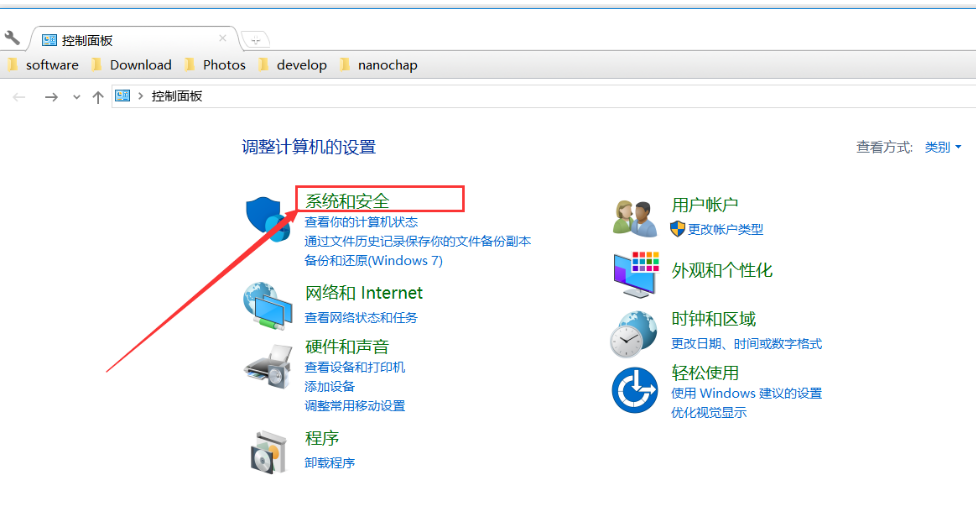 控制面板
software Download Photos develop nanochap
控制面板
调整计算机的设置
查看方式: 类别
系统和安全
查看你的计算机状态
通过文件历史记录保存你的文件备份副本
备份和还原(Windows 7)
网络和 Internet
查看网络状态和任务
硬件和声音
查看设备和打印机
添加设备
调整常用移动设置
程序
卸载程序
用户帐户
更改帐户类型
外观和个性化
时钟和区域
更改日期、时间或数字格式
轻松使用
使用 Windows 建议的设置
优化视觉显示